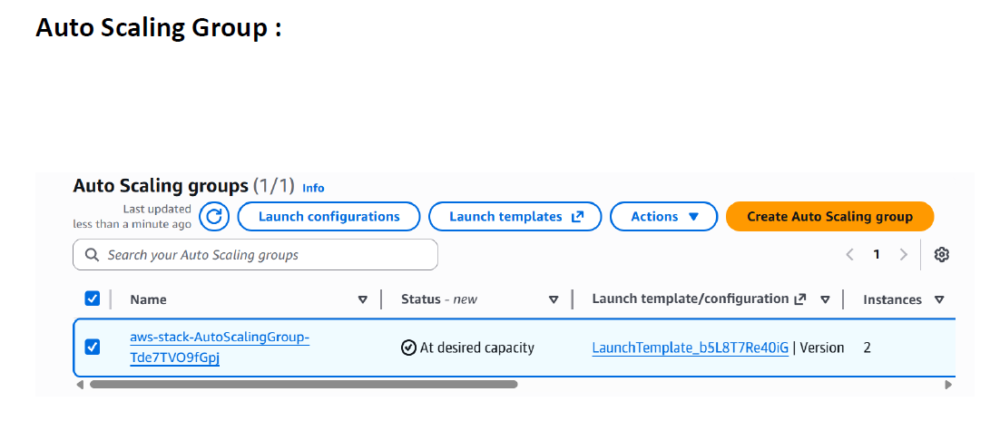 Auto Scaling Group :
Auto Scaling groups (1/1) Info
Last updated
less than a minute ago
Launch configurations
Launch templates
Actions
Create Auto Scaling group
Search your Auto Scaling groups
1
Name
Status - new
Launch template/configuration
Instances
aws-stack-AutoScalingGroup-
Tde7TVO9fGpj
At desired capacity
LaunchTemplate_b5L8T7Re40iG | Version
2